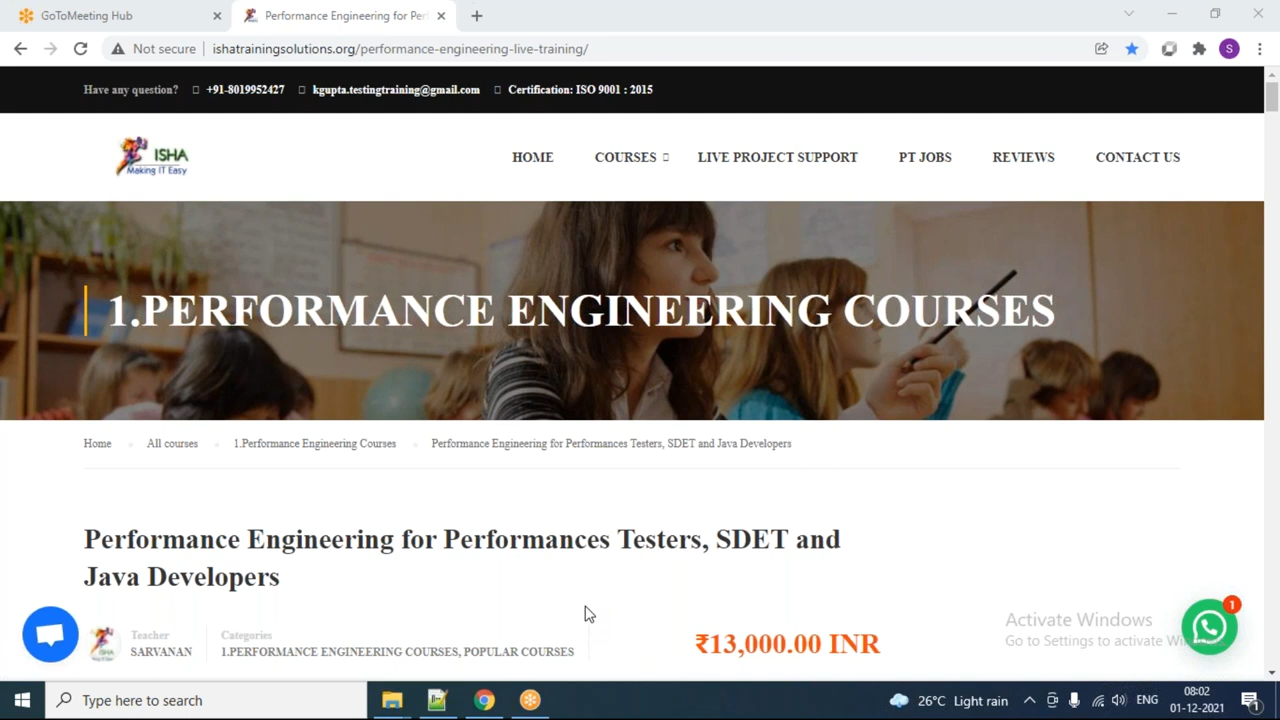 GoToMeeting Hub
Performance Engineering for Per
Not secure
ishatrainingsolutions.org/performance-engineering-live-training/
S
Have any question? +91-8019952427 kgupta.testingtraining@gmail.com Certification: ISO 9001 : 2015
ISHA
Making IT Easy
HOME COURSES LIVE PROJECT SUPPORT PT JOBS REVIEWS CONTACT US
1.PERFORMANCE ENGINEERING COURSES
Home All courses 1.Performance Engineering Courses Performance Engineering for Performances Testers, SDET and Java Developers
Performance Engineering for Performances Testers, SDET and
Java Developers
Teacher
SARVANAN
Categories
1.PERFORMANCE ENGINEERING COURSES, POPULAR COURSES
₹13,000.00 INR
Activate Windows
Go to Settings to activate Wi
1
Type here to search
26°C Light rain
ENG
08:02
01-12-2021
1